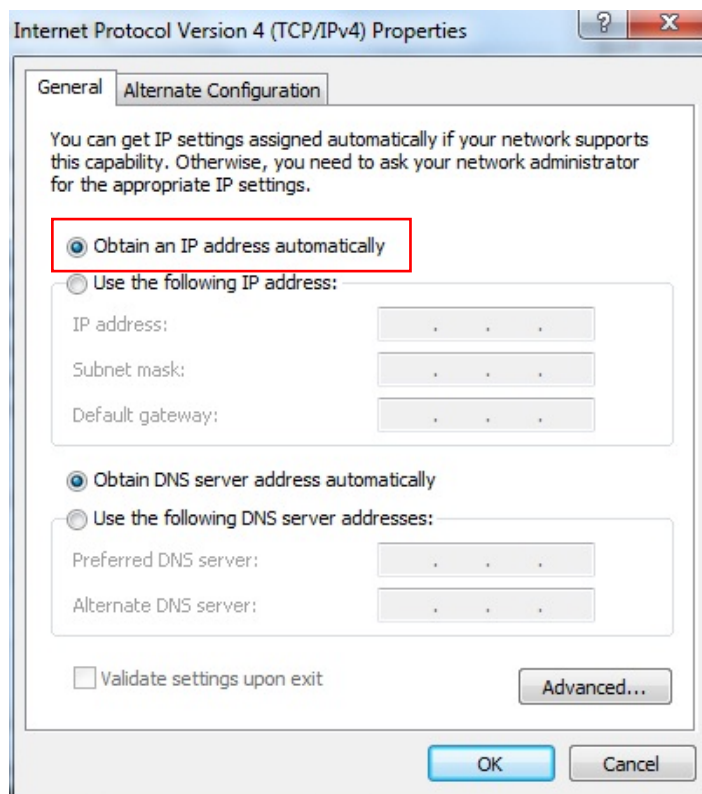 Internet Protocol Version 4 (TCP/IPv4) Properties
General
Alternate Configuration
You can get IP settings assigned automatically if your network supports
this capability. Otherwise, you need to ask your network administrator
for the appropriate IP settings.
Obtain an IP address automatically
Use the following IP address:
IP address:
Subnet mask:
Default gateway:
Obtain DNS server address automatically
Use the following DNS server addresses:
Preferred DNS server:
Alternate DNS server:
Validate settings upon exit
Advanced...
OK
Cancel